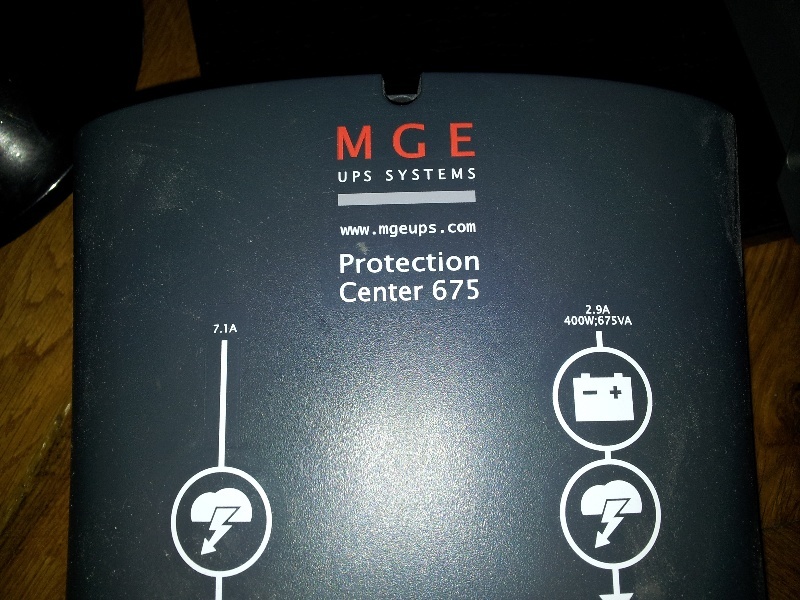 MGE
UPS SYSTEMS
www.mgeups.com
Protection
Center 675
7.1A
2.9A
400W;675VA